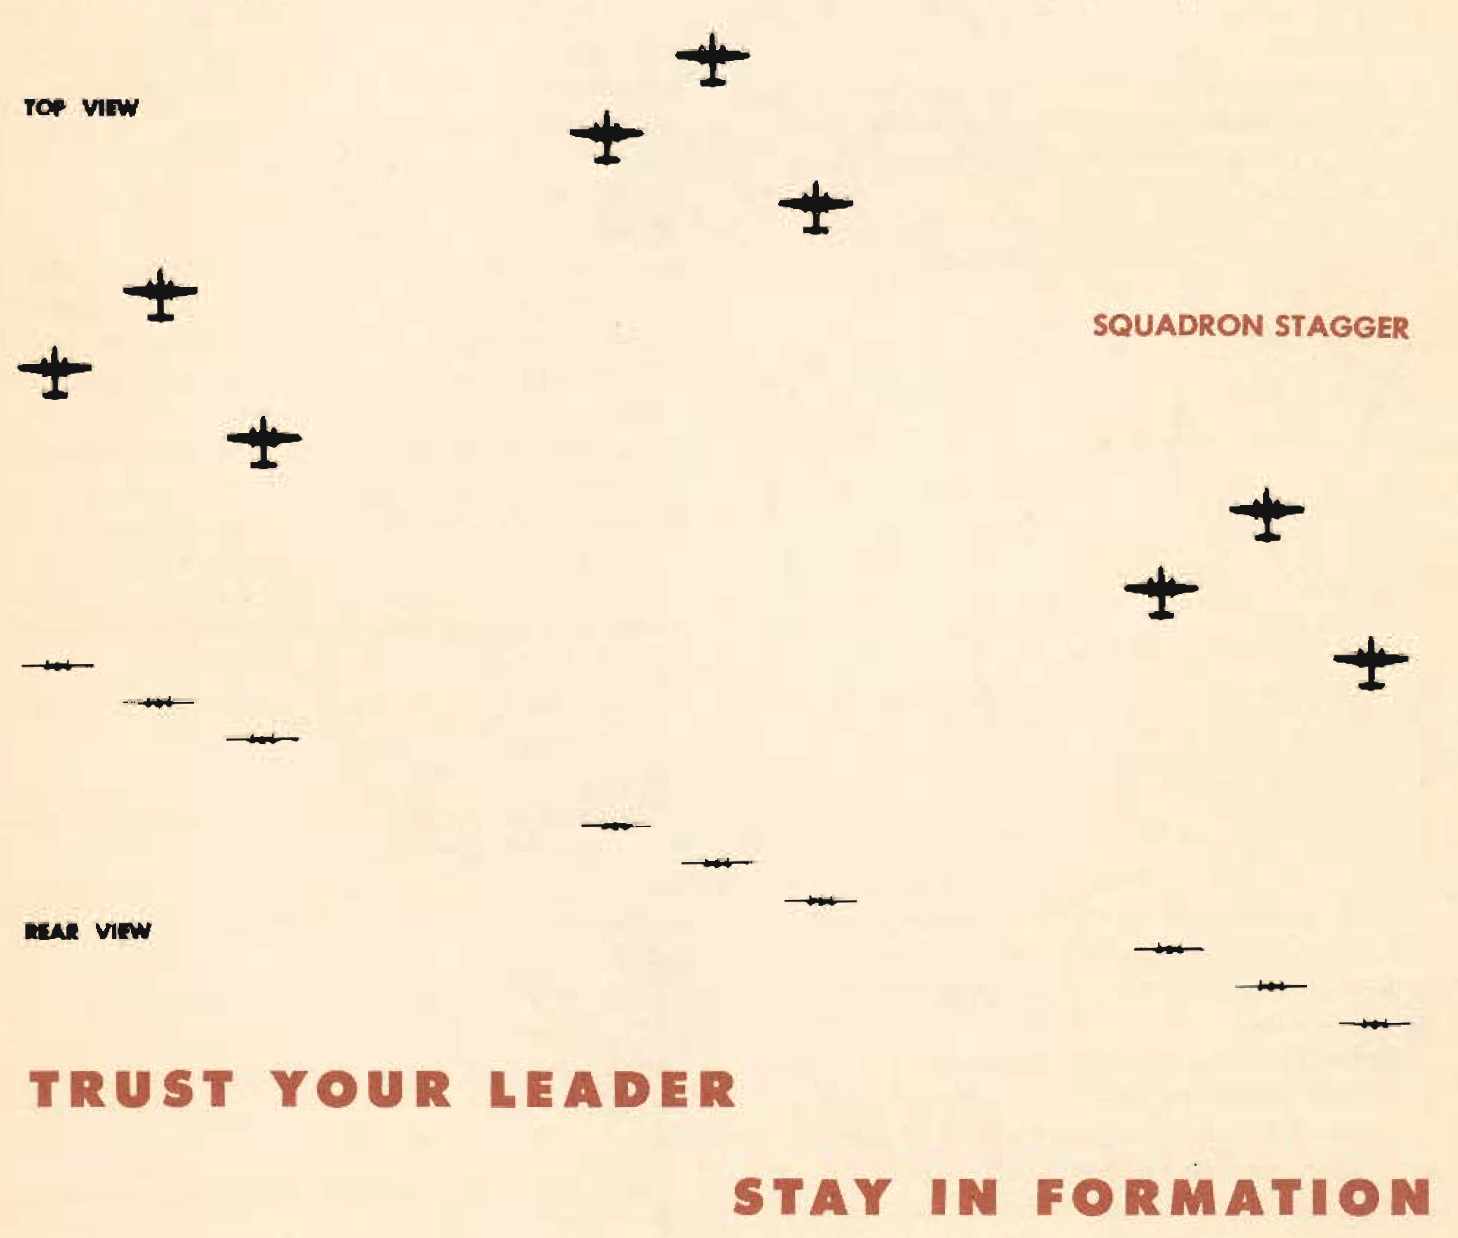 TOP VIEW
SQUADRON STAGGER
REAR VIEW
TRUST YOUR LEADER
STAY IN FORMATION